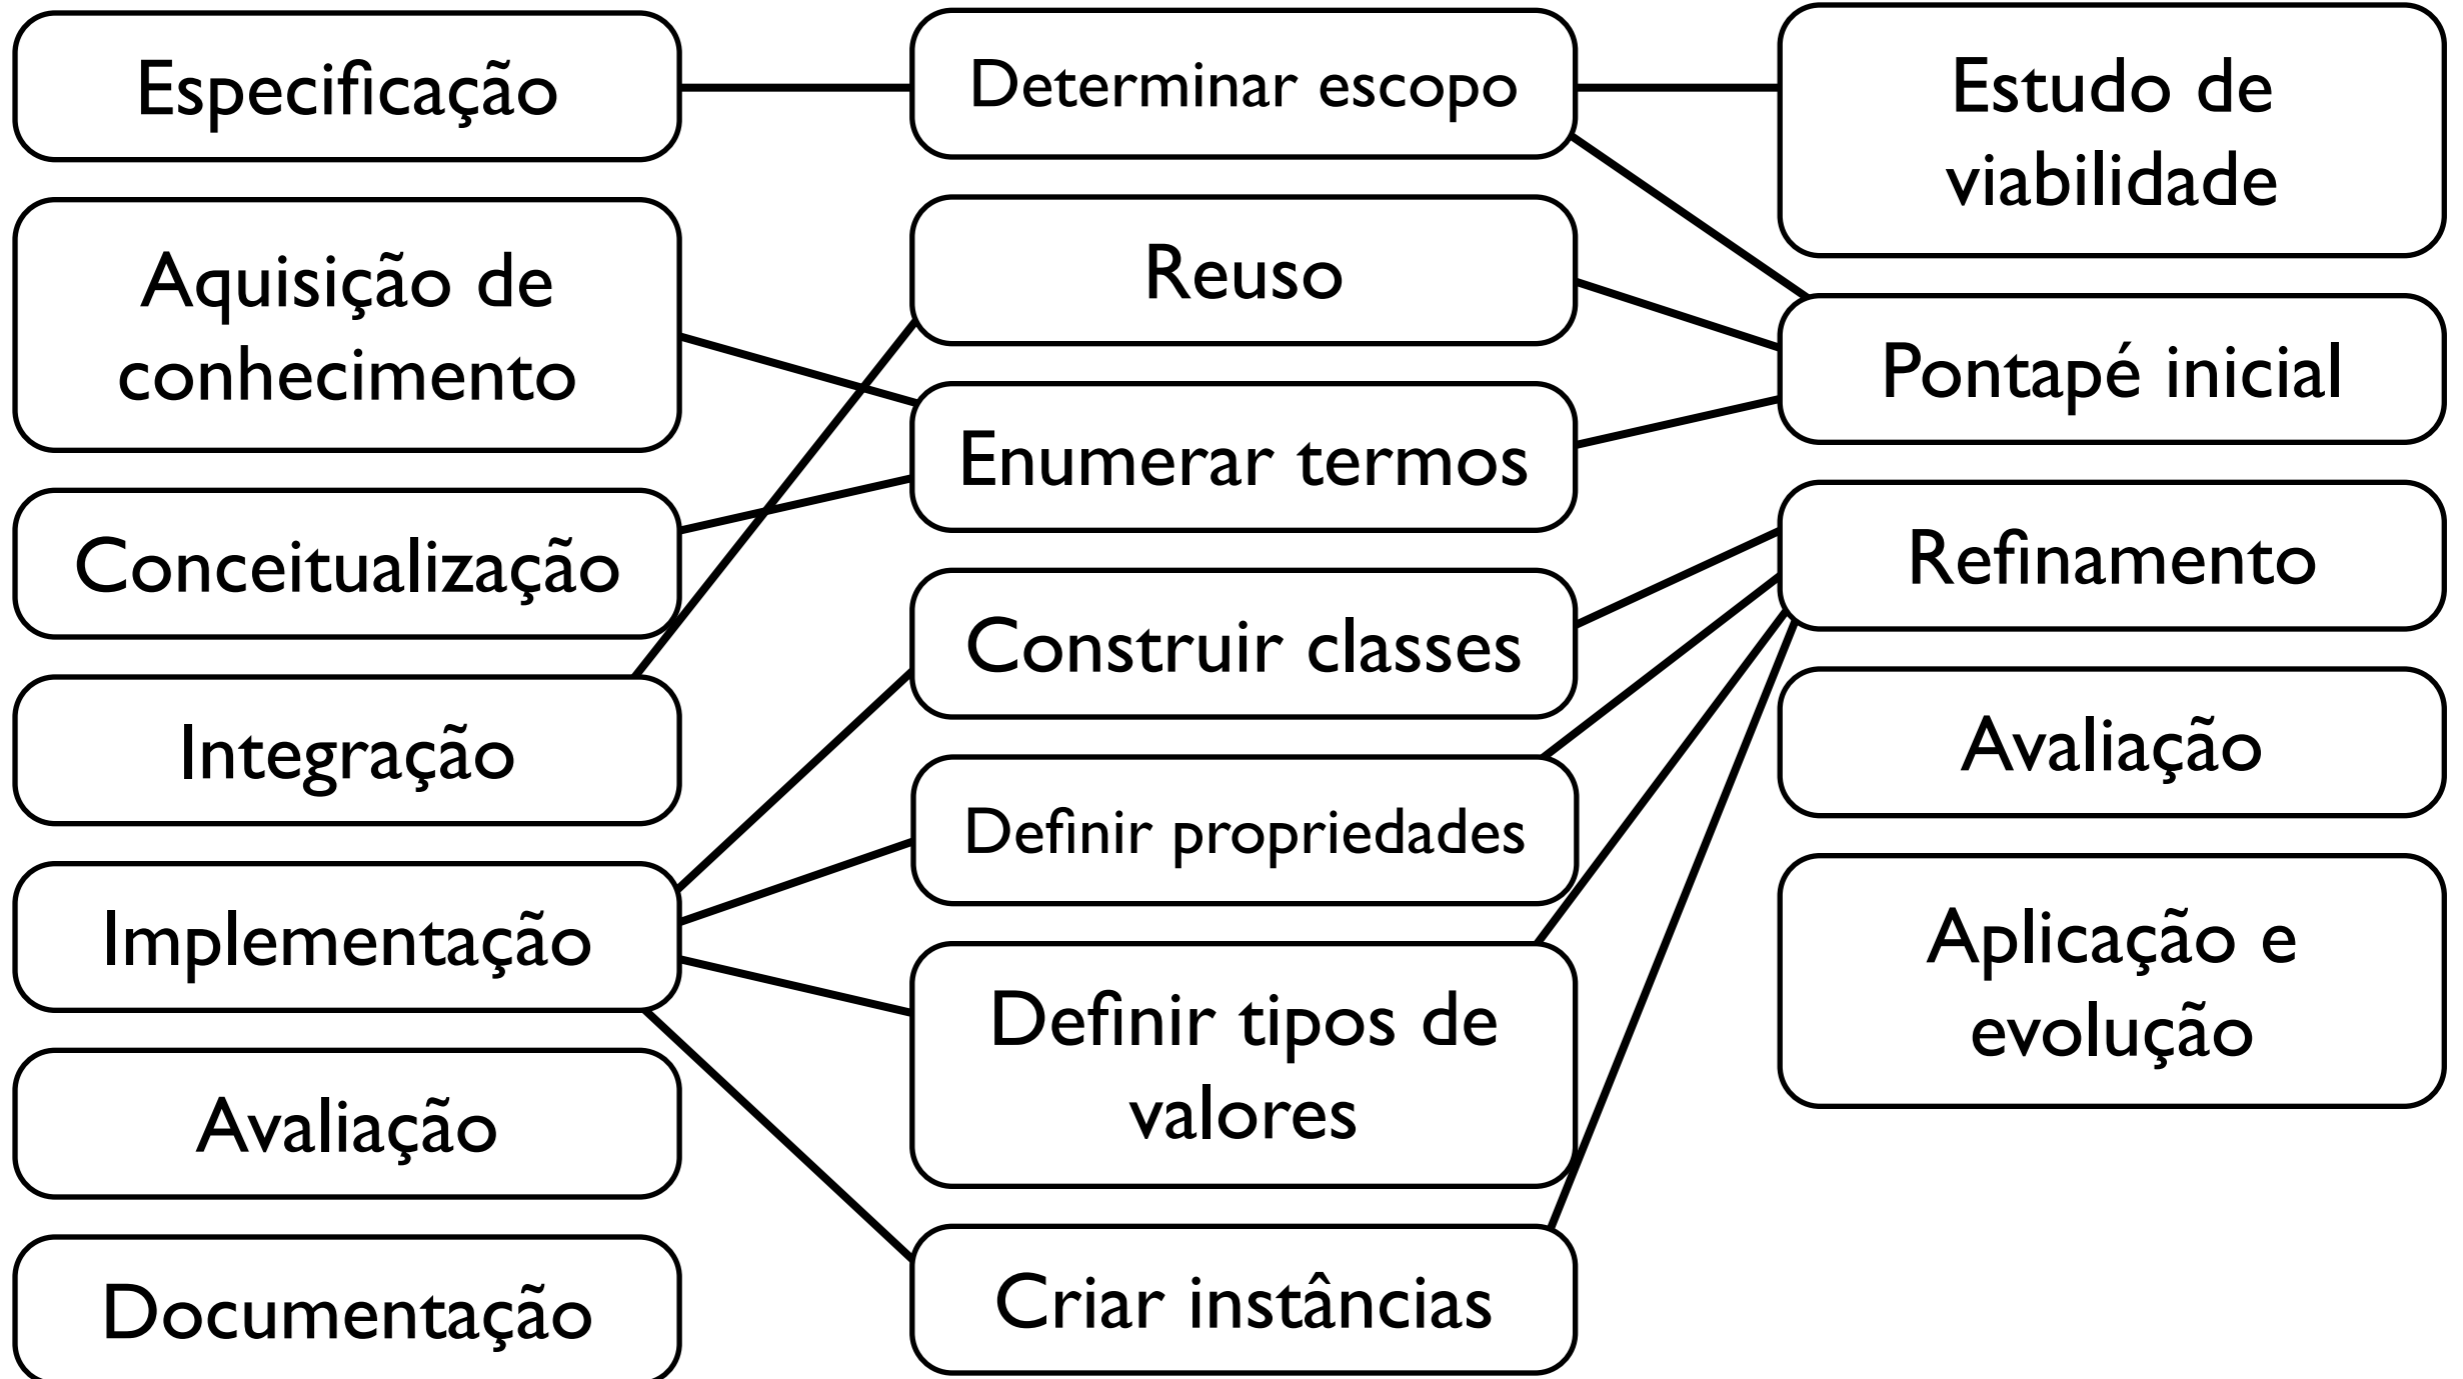 Especificação
Aquisição de
conhecimento
Conceitualização
Integração
Implementação
Avaliação
Documentação
Determinar escopo
Reuso
Enumerar termos
Construir classes
Definir propriedades
Definir tipos de
valores
Criar instâncias
Estudo de
viabilidade
Pontapé inicial
Refinamento
Avaliação
Aplicação e
evolução